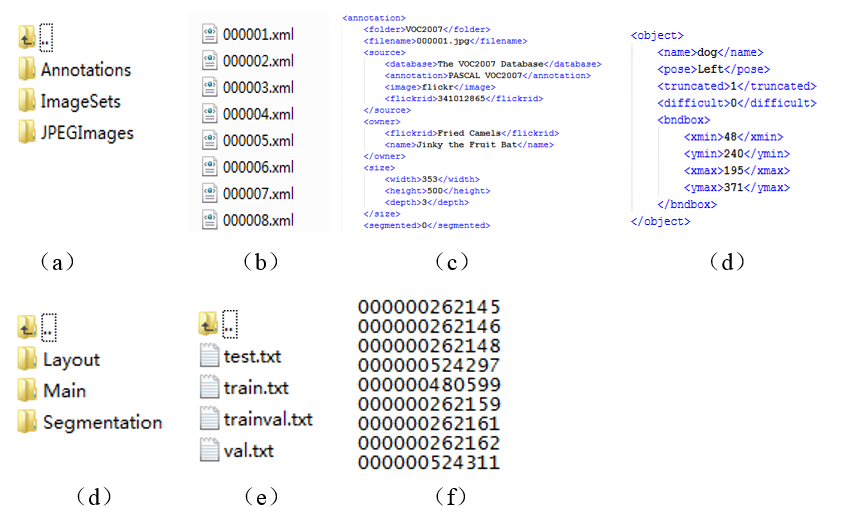 ..
Annotations
ImageSets
JPEGImages
(a)
000001.xml
000002.xml
000003.xml
000004.xml
000005.xml
000006.xml
000007.xml
000008.xml
(b)
<annotation>
<folder>VOC2007</folder>
<filename>000001.jpg</filename>
<source>
<database>The VOC2007 Database</database>
<annotation>PASCAL VOC2007</annotation>
<image>flickr</image>
<flickrid>341012865</flickrid>
</source>
<owner>
<flickrid>Fried Camels</flickrid>
<name>Jinky the Fruit Bat</name>
</owner>
<size>
<width>353</width>
<height>500</height>
<depth>3</depth>
</size>
<segmented>0</segmented>
(c)
<object>
<name>dog</name>
<pose>Left</pose>
<truncated>1</truncated>
<difficult>0</difficult>
<bndbox>
<xmin>48</xmin>
<ymin>240</ymin>
<xmax>195</xmax>
<ymax>371</ymax>
</bndbox>
</object>
(d)
..
Layout
Main
Segmentation
(d)
..
test.txt
train.txt
trainval.txt
val.txt
(e)
000000262145
000000262146
000000262148
000000524297
000000480599
000000262159
000000262161
000000262162
000000524311
(f)